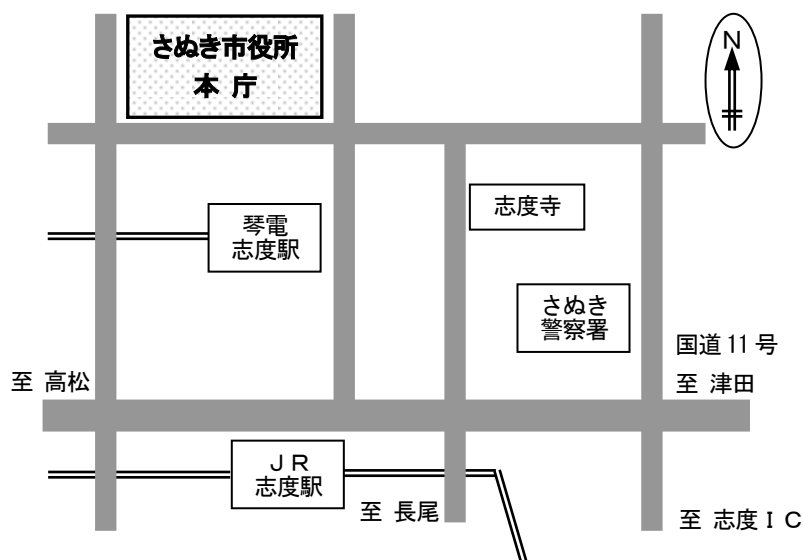 さぬき市役所
本 庁
N
琴電
志度駅
志度寺
さぬき
警察署
国道 11 号
至 高松
至 津田
ＪＲ
志度駅
至 長尾
至 志度ＩＣ